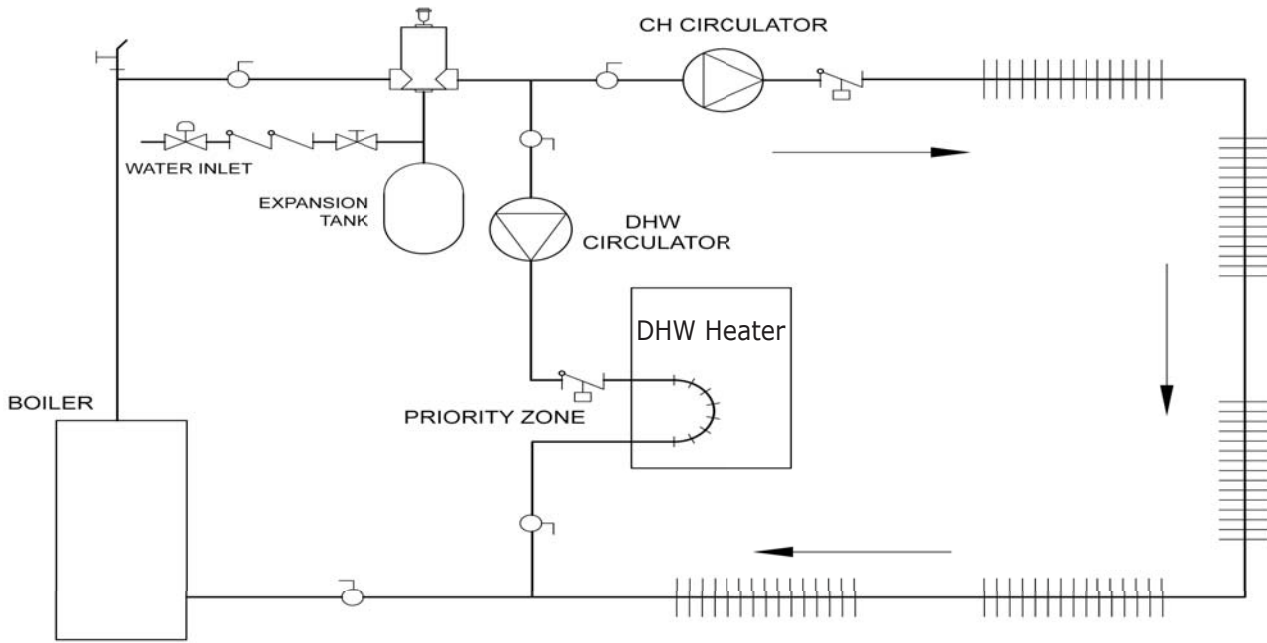 CH CIRCULATOR
WATER INLET
EXPANSION
TANK
DHW
CIRCULATOR
DHW Heater
BOILER
PRIORITY ZONE